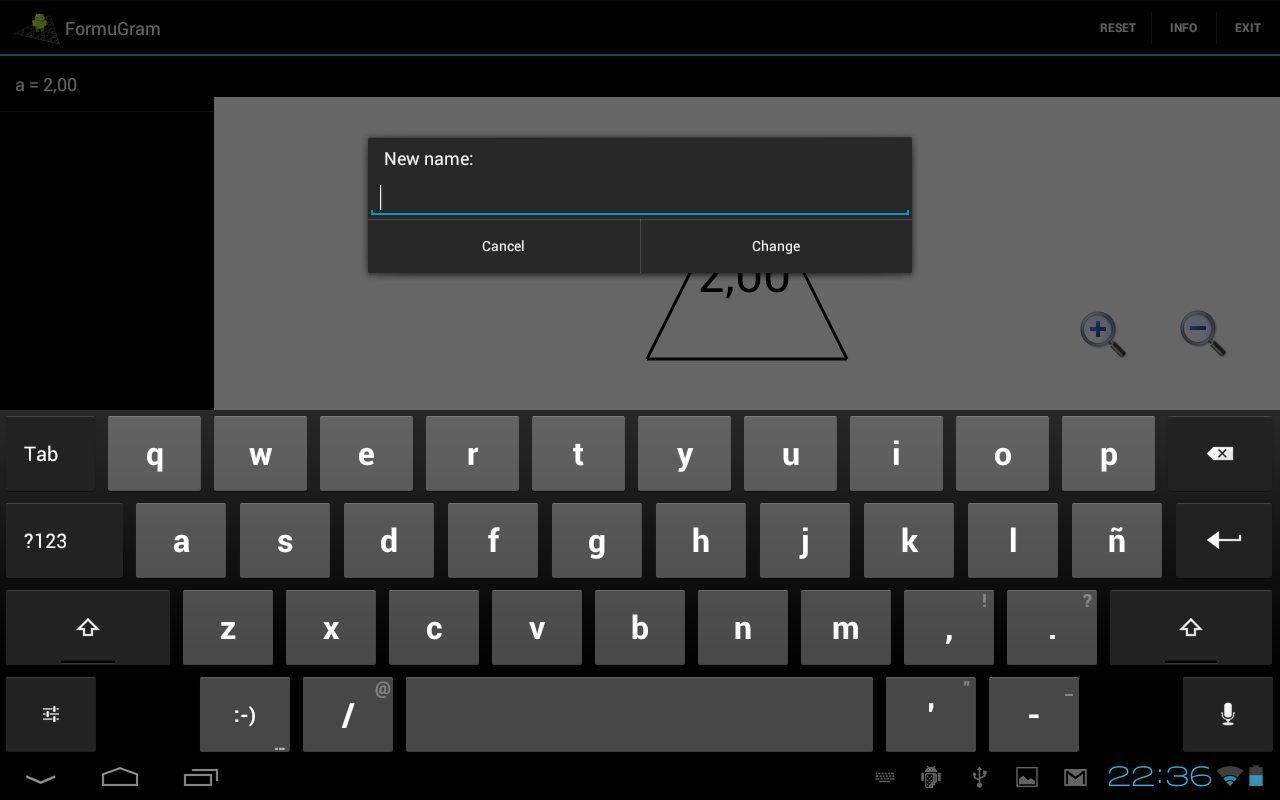 FormuGram RESET INFO EXIT
a = 2,00
New name:
Cancel Change
2,00
Tab q w e r t y u i o p
?123 a s d f g h j k l ñ
z x c v b n m , ! . ?
:-) ... / @ ' " - _
22:36